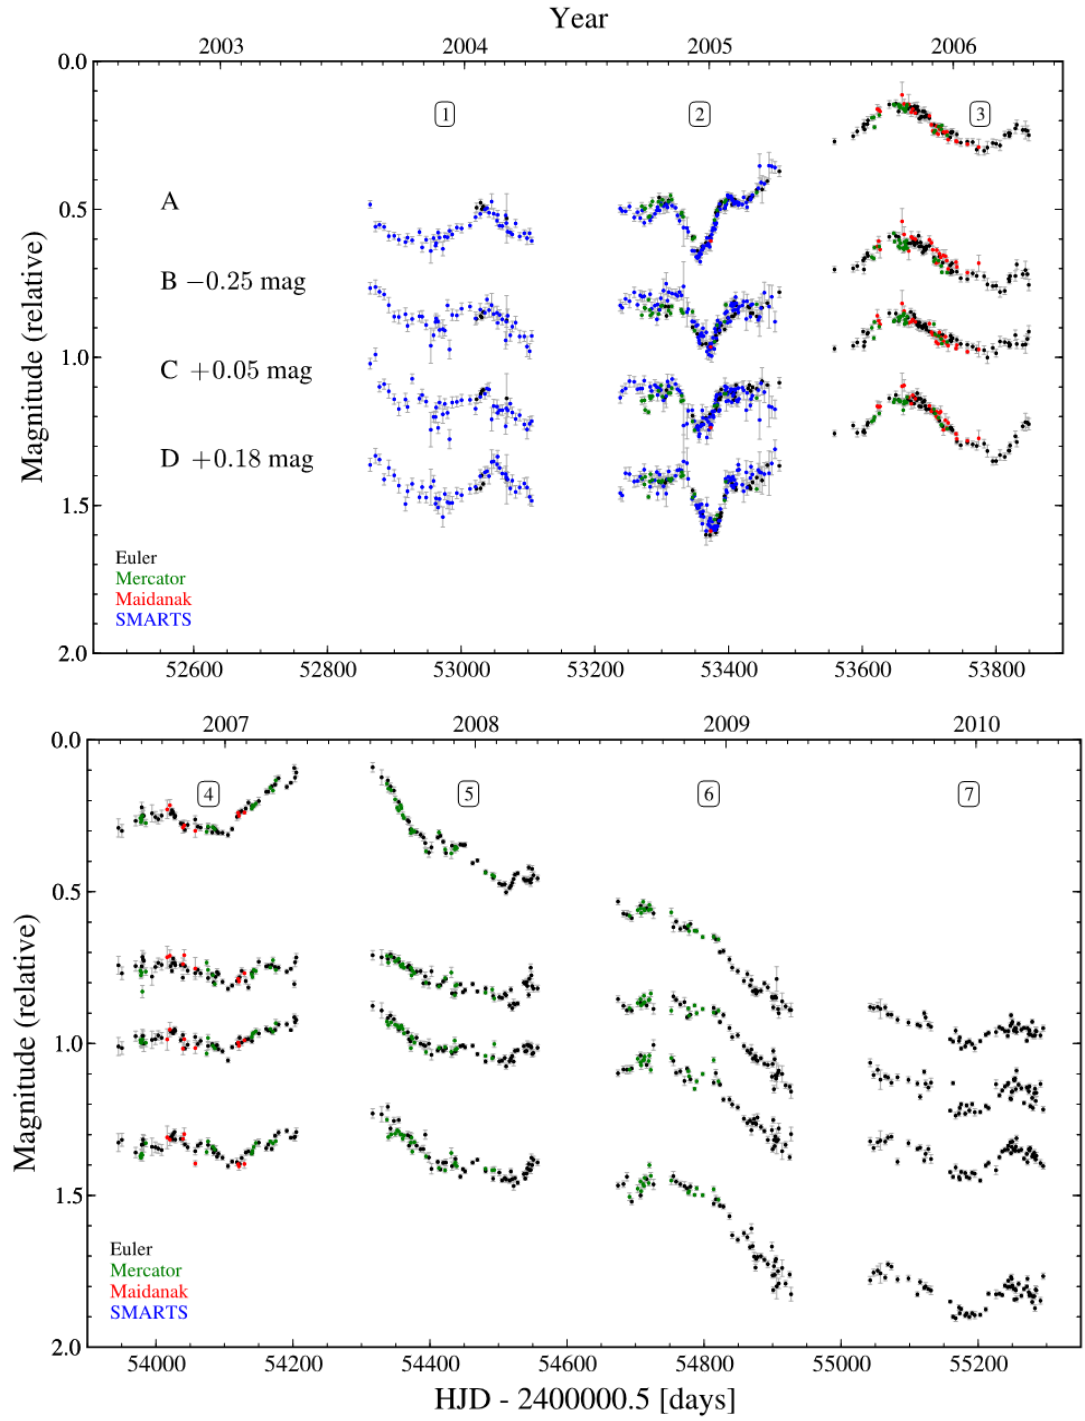 Year
2003 2004 2005 2006
0.0
1 2 3
A
0.5
B −0.25 mag
1.0
C +0.05 mag
D +0.18 mag
1.5
Euler
Mercator
Maidanak
SMARTS
2.0
52600 52800 53000 53200 53400 53600 53800
Magnitude (relative)
2007 2008 2009 2010
0.0
4 5 6 7
0.5
1.0
1.5
Euler
Mercator
Maidanak
SMARTS
2.0
54000 54200 54400 54600 54800 55000 55200
Magnitude (relative)
HJD - 2400000.5 [days]